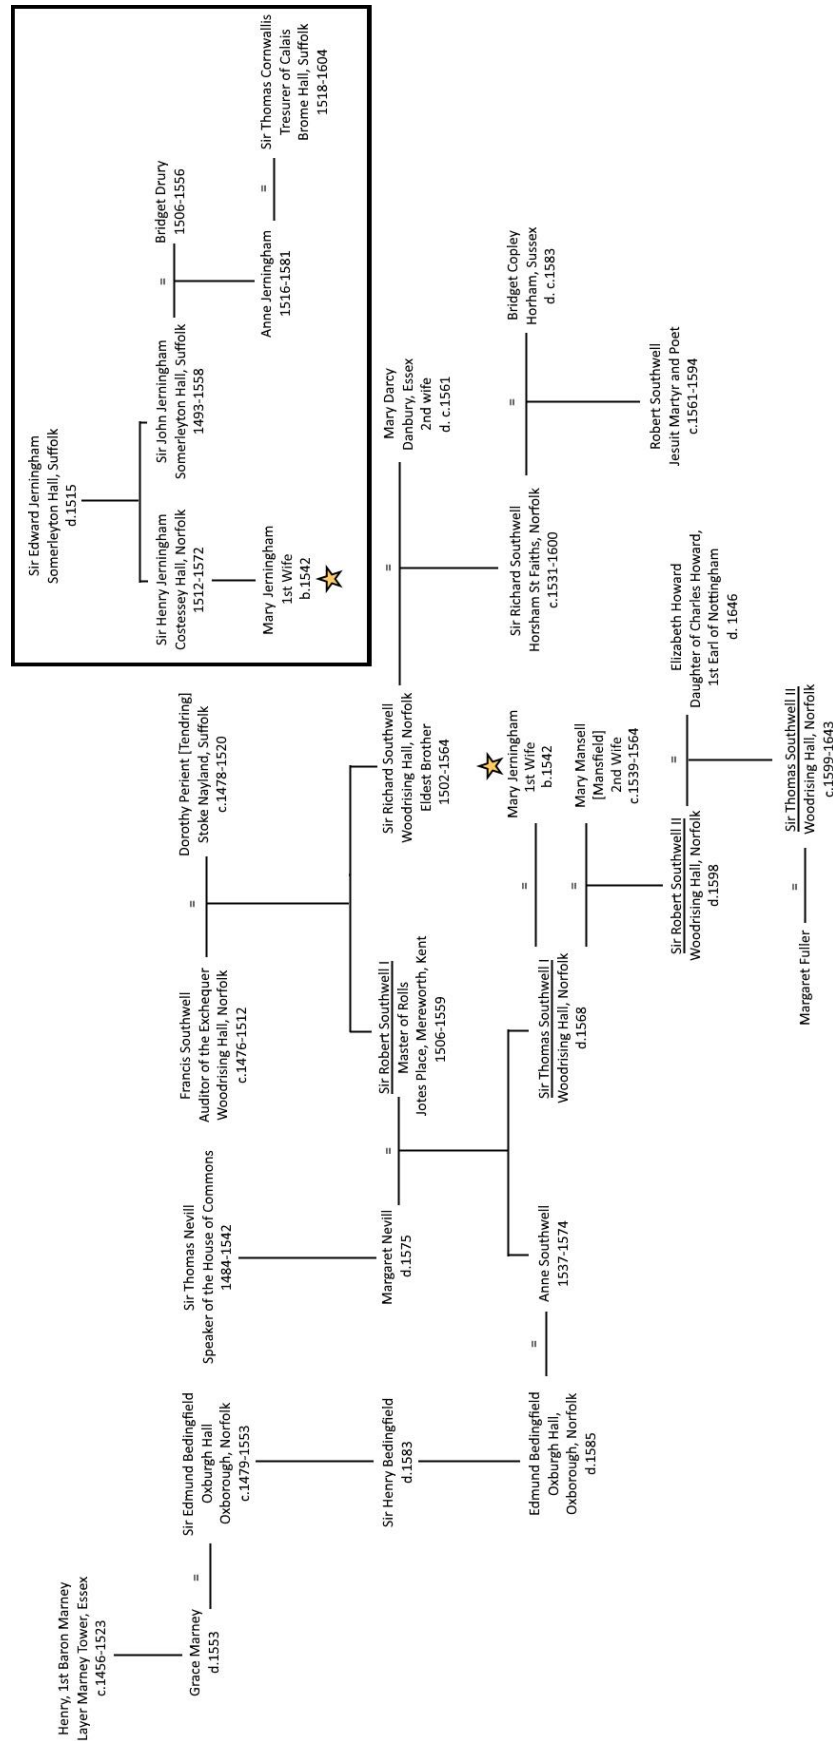 Henry, 1st Baron Marney
Layer Marney Tower, Essex
c.1456-1523
Grace Marney
d.1553
=
Sir Edmund Bedingfield
Oxburgh Hall
Oxborough, Norfolk
c.1479-1553
Sir Henry Bedingfield
d.1583
Edmund Bedingfield
Oxburgh Hall,
Oxborough, Norfolk
d.1585
=
Anne Southwell
1537-1574
Sir Thomas Nevill
Speaker of the House of Commons
1484-1542
Margaret Nevill
d.1575
=
Francis Southwell
Auditor of the Exchequer
Woodrising Hall, Norfolk
c.1476-1512
=
Dorothy Perient [Tendring]
Stoke Nayland, Suffolk
c.1478-1520
Sir Robert Southwell I
Master of Rolls
Jotes Place, Mereworth, Kent
1506-1559
Sir Richard Southwell
Woodrising Hall, Norfolk
Eldest Brother
1502-1564
=
Mary Darcy
Danbury, Essex
2nd wife
d. c.1561
Sir Thomas Southwell I
Woodrising Hall, Norfolk
d.1568
=
Mary Jerningham
1st Wife
b.1542
=
Mary Mansell
[Mansfield]
2nd Wife
c.1539-1564
Sir Richard Southwell
Horsham St Faiths, Norfolk
c.1531-1600
=
Bridget Copley
Horham, Sussex
d. c.1583
Robert Southwell
Jesuit Martyr and Poet
c.1561-1594
Sir Robert Southwell II
Woodrising Hall, Norfolk
d.1598
=
Elizabeth Howard
Daughter of Charles Howard,
1st Earl of Nottingham
d. 1646
Margaret Fuller
=
Sir Thomas Southwell II
Woodrising Hall, Norfolk
c.1599-1643
Sir Edward Jerningham
Somerleyton Hall, Suffolk
d.1515
Sir Henry Jerningham
Costessey Hall, Norfolk
1512-1572
Sir John Jerningham
Somerleyton Hall, Suffolk
1493-1558
=
Bridget Drury
1506-1556
Mary Jerningham
1st Wife
b.1542
Anne Jerningham
1516-1581
=
Sir Thomas Cornwallis
Tresurer of Calais
Brome Hall, Suffolk
1518-1604